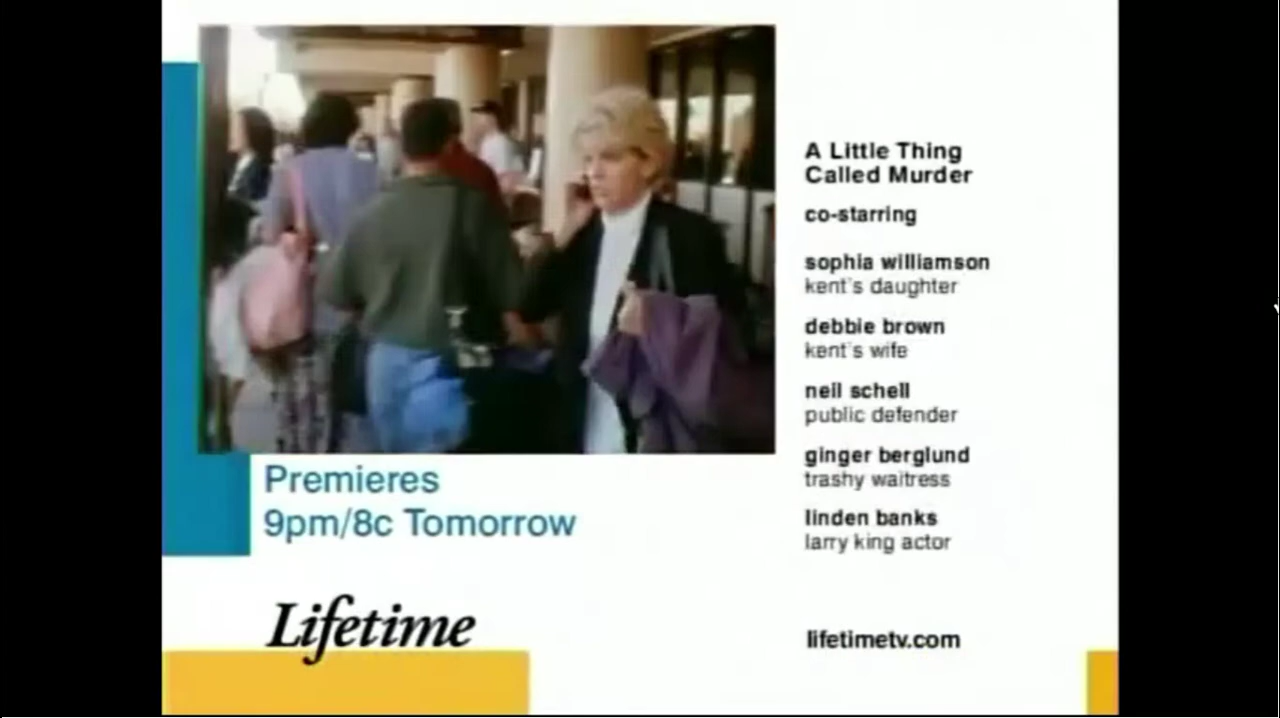 A Little Thing
Called Murder
co-starring
sophia williamson
kent's daughter
debbie brown
kent's wife
neil schell
public defender
ginger berglund
trashy waitress
linden banks
larry king actor
Premieres
9pm/8c Tomorrow
Lifetime
lifetimetv.com